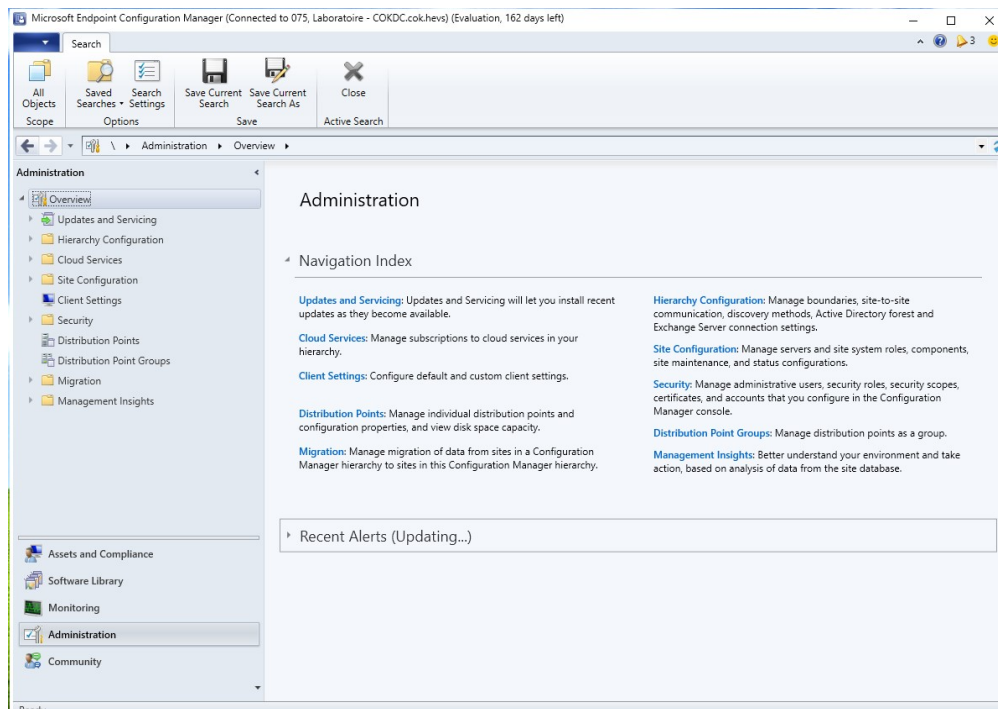 Microsoft Endpoint Configuration Manager (Connected to 075, Laboratoire - COKDC.cok.hevs) (Evaluation, 162 days left)
Search
3
All Objects
Saved Searches
Search Settings
Save Current Search
Save Current Search As
Close
Scope
Options
Save
Active Search
\ Administration Overview
Administration
Overview
Updates and Servicing
Hierarchy Configuration
Cloud Services
Site Configuration
Client Settings
Security
Distribution Points
Distribution Point Groups
Migration
Management Insights
Assets and Compliance
Software Library
Monitoring
Administration
Community
Administration
Navigation Index
Updates and Servicing: Updates and Servicing will let you install recent
updates as they become available.
Cloud Services: Manage subscriptions to cloud services in your
hierarchy.
Client Settings: Configure default and custom client settings.
Distribution Points: Manage individual distribution points and
configuration properties, and view disk space capacity.
Migration: Manage migration of data from sites in a Configuration
Manager hierarchy to sites in this Configuration Manager hierarchy.
Hierarchy Configuration: Manage boundaries, site-to-site
communication, discovery methods, Active Directory forest and
Exchange Server connection settings.
Site Configuration: Manage servers and site system roles, components,
site maintenance, and status configurations.
Security: Manage administrative users, security roles, security scopes,
certificates, and accounts that you configure in the Configuration
Manager console.
Distribution Point Groups: Manage distribution points as a group.
Management Insights: Better understand your environment and take
action, based on analysis of data from the site database.
Recent Alerts (Updating...)